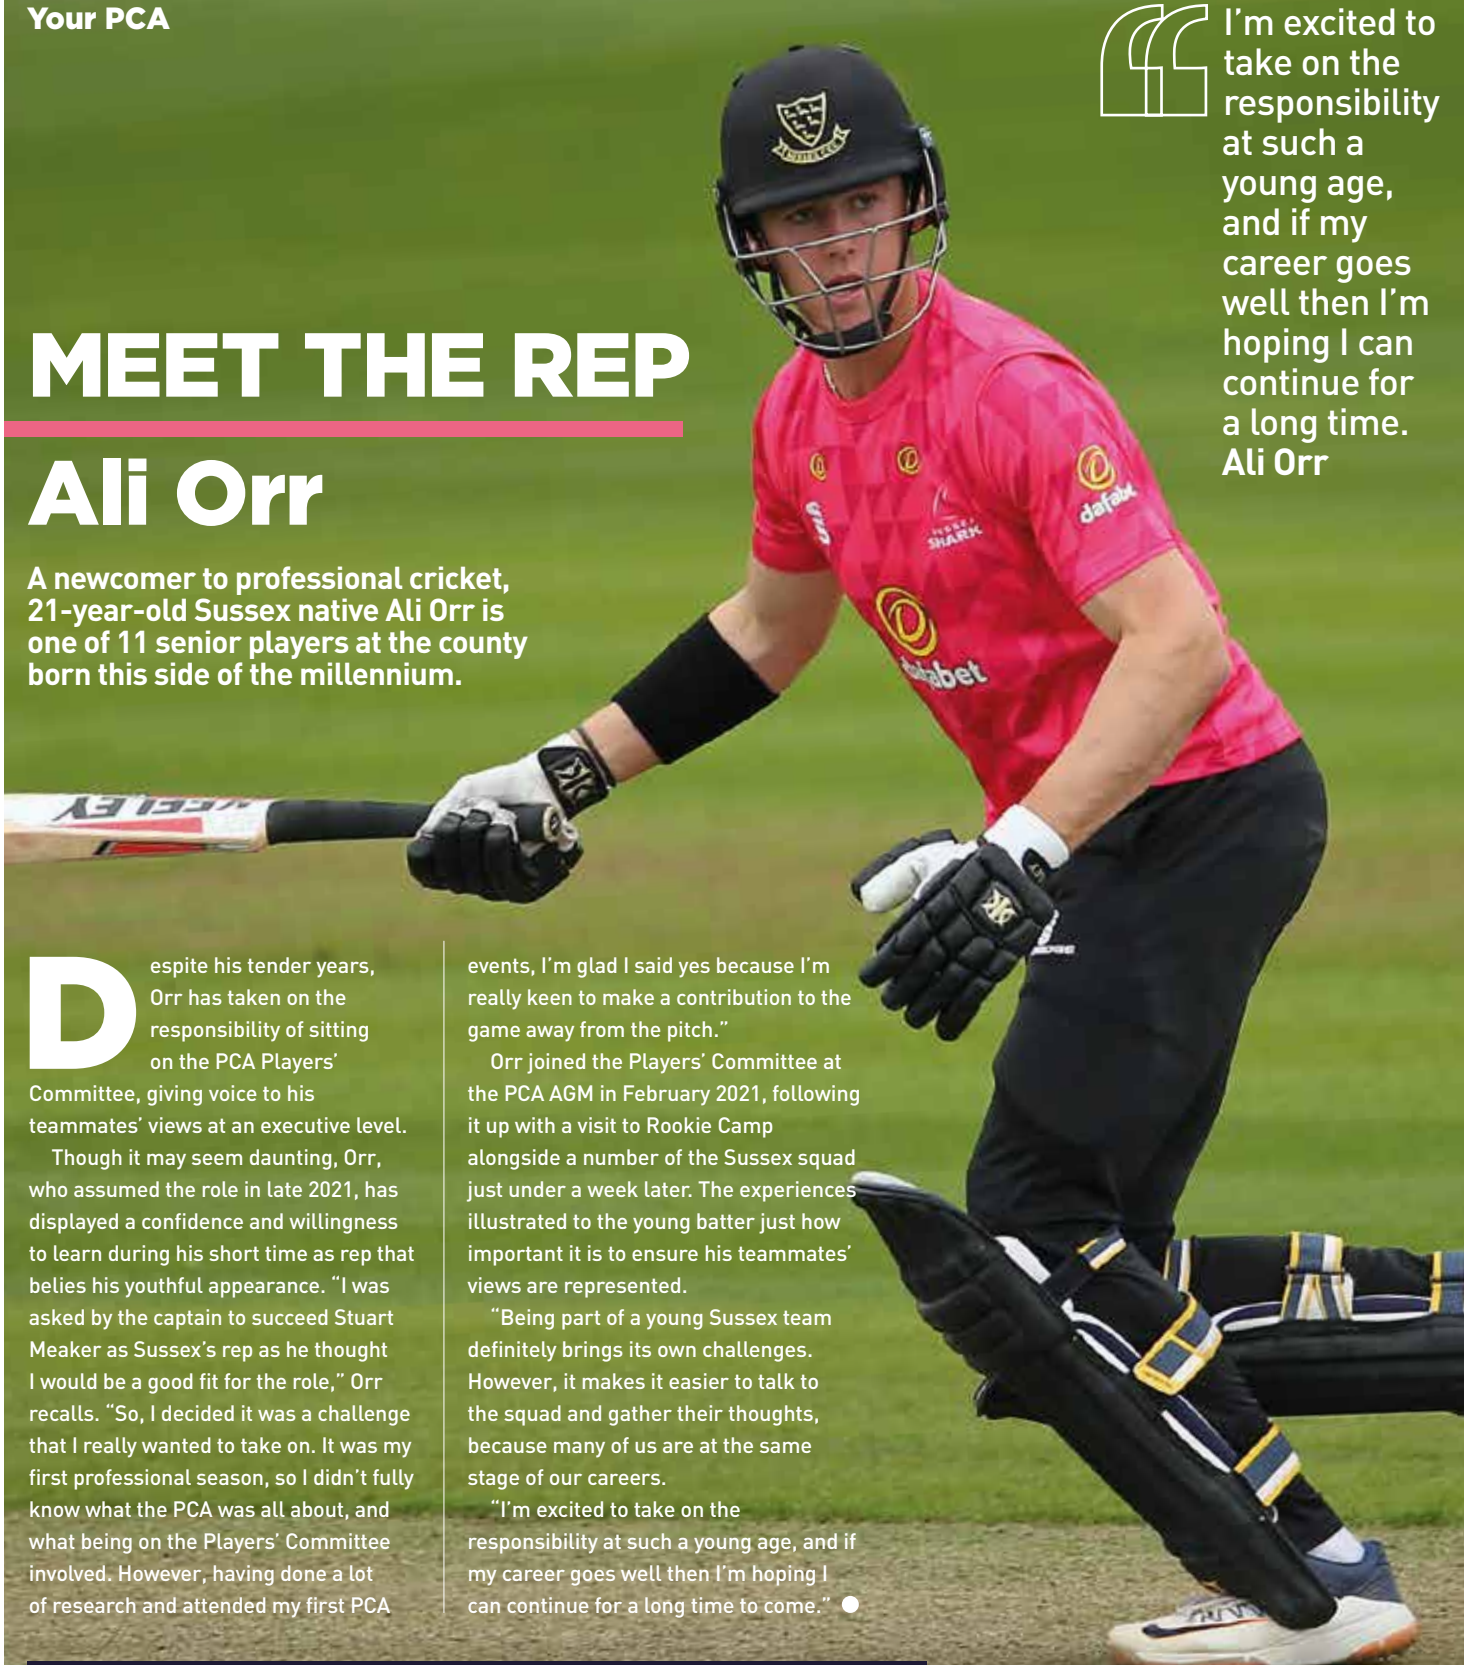 Your PCA
I’m excited to
take on the
responsibility
at such a
young age,
and if my
career goes
well then I’m
hoping I can
continue for
a long time.
Ali Orr
MEET THE REP
Ali Orr
A newcomer to professional cricket,
21-year-old Sussex native Ali Orr is
one of 11 senior players at the county
born this side of the millennium.
dafabet
SUSSEX
SHARK
dafabet
KEELEY
Despite his tender years,
Orr has taken on the
responsibility of sitting
on the PCA Players’
Committee, giving voice to his
teammates’ views at an executive level.
Though it may seem daunting, Orr,
who assumed the role in late 2021, has
displayed a confidence and willingness
to learn during his short time as rep that
belies his youthful appearance. “I was
asked by the captain to succeed Stuart
Meaker as Sussex’s rep as he thought
I would be a good fit for the role,” Orr
recalls. “So, I decided it was a challenge
that I really wanted to take on. It was my
first professional season, so I didn’t fully
know what the PCA was all about, and
what being on the Players’ Committee
involved. However, having done a lot
of research and attended my first PCA
events, I’m glad I said yes because I’m
really keen to make a contribution to the
game away from the pitch.”
Orr joined the Players’ Committee at
the PCA AGM in February 2021, following
it up with a visit to Rookie Camp
alongside a number of the Sussex squad
just under a week later. The experiences
illustrated to the young batter just how
important it is to ensure his teammates’
views are represented.
“Being part of a young Sussex team
definitely brings its own challenges.
However, it makes it easier to talk to
the squad and gather their thoughts,
because many of us are at the same
stage of our careers.
“I’m excited to take on the
responsibility at such a young age, and if
my career goes well then I’m hoping I
can continue for a long time to come.”